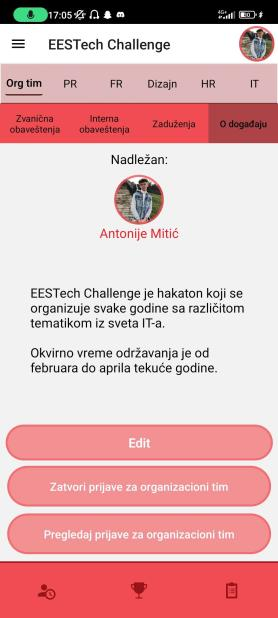 17:05
EESTech Challenge
Org tim PR FR Dizajn HR IT
Zvanična
obaveštenja
Interna
obaveštenja
Zaduženja
O događaju
Nadležan:
Antonije Mitić
EESTech Challenge je hakaton koji se
organizuje svake godine sa različitom
tematikom iz sveta IT-a.
Okvirno vreme održavanja je od
februara do aprila tekuće godine.
Edit
Zatvori prijave za organizacioni tim
Pregledaj prijave za organizacioni tim